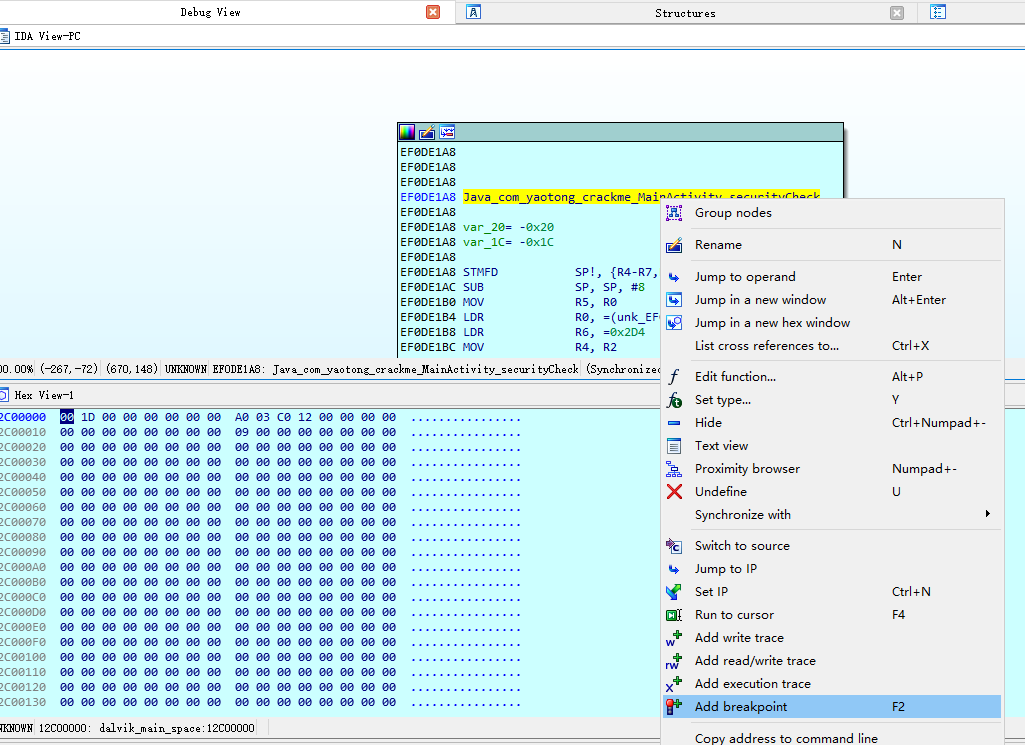 Debug View
Structures
IDA View-PC
EF0DE1A8
EF0DE1A8
EF0DE1A8
EF0DE1A8 Java_com_yaotong_crackme_MainActivity_securityCheck
EF0DE1A8
EF0DE1A8 var_20= -0x20
EF0DE1A8 var_1C= -0x1C
EF0DE1A8
EF0DE1A8 STMFD SP!, {R4-R7,
EF0DE1AC SUB SP, SP, #8
EF0DE1B0 MOV R5, R0
EF0DE1B4 LDR R0, =(unk_EF0
EF0DE1B8 LDR R6, =0x2D4
EF0DE1BC MOV R4, R2
00.00% (-267,-72) (670,148) UNKNOWN EF0DE1A8: Java_com_yaotong_crackme_MainActivity_securityCheck (Synchronized
Hex View-1
2C00000 00 1D 00 00 00 00 00 00 A0 03 C0 12 00 00 00 00 ................
2C00010 00 00 00 00 00 00 00 00 09 00 00 00 00 00 00 00 ................
2C00020 00 00 00 00 00 00 00 00 00 00 00 00 00 00 00 00 ................
2C00030 00 00 00 00 00 00 00 00 00 00 00 00 00 00 00 00 ................
2C00040 00 00 00 00 00 00 00 00 00 00 00 00 00 00 00 00 ................
2C00050 00 00 00 00 00 00 00 00 00 00 00 00 00 00 00 00 ................
2C00060 00 00 00 00 00 00 00 00 00 00 00 00 00 00 00 00 ................
2C00070 00 00 00 00 00 00 00 00 00 00 00 00 00 00 00 00 ................
2C00080 00 00 00 00 00 00 00 00 00 00 00 00 00 00 00 00 ................
2C00090 00 00 00 00 00 00 00 00 00 00 00 00 00 00 00 00 ................
2C000A0 00 00 00 00 00 00 00 00 00 00 00 00 00 00 00 00 ................
2C000B0 00 00 00 00 00 00 00 00 00 00 00 00 00 00 00 00 ................
2C000C0 00 00 00 00 00 00 00 00 00 00 00 00 00 00 00 00 ................
2C000D0 00 00 00 00 00 00 00 00 00 00 00 00 00 00 00 00 ................
2C000E0 00 00 00 00 00 00 00 00 00 00 00 00 00 00 00 00 ................
2C000F0 00 00 00 00 00 00 00 00 00 00 00 00 00 00 00 00 ................
2C00100 00 00 00 00 00 00 00 00 00 00 00 00 00 00 00 00 ................
2C00110 00 00 00 00 00 00 00 00 00 00 00 00 00 00 00 00 ................
2C00120 00 00 00 00 00 00 00 00 00 00 00 00 00 00 00 00 ................
2C00130 00 00 00 00 00 00 00 00 00 00 00 00 00 00 00 00 ................
NKNOWN 12C00000: dalvik_main_space:12C00000
Group nodes
Rename N
Jump to operand Enter
Jump in a new window Alt+Enter
Jump in a new hex window
List cross references to... Ctrl+X
Edit function... Alt+P
Set type... Y
Hide Ctrl+Numpad+-
Text view
Proximity browser Numpad+-
Undefine U
Synchronize with
Switch to source
Jump to IP
Set IP Ctrl+N
Run to cursor F4
Add write trace
Add read/write trace
Add execution trace
Add breakpoint F2
Copy address to command line